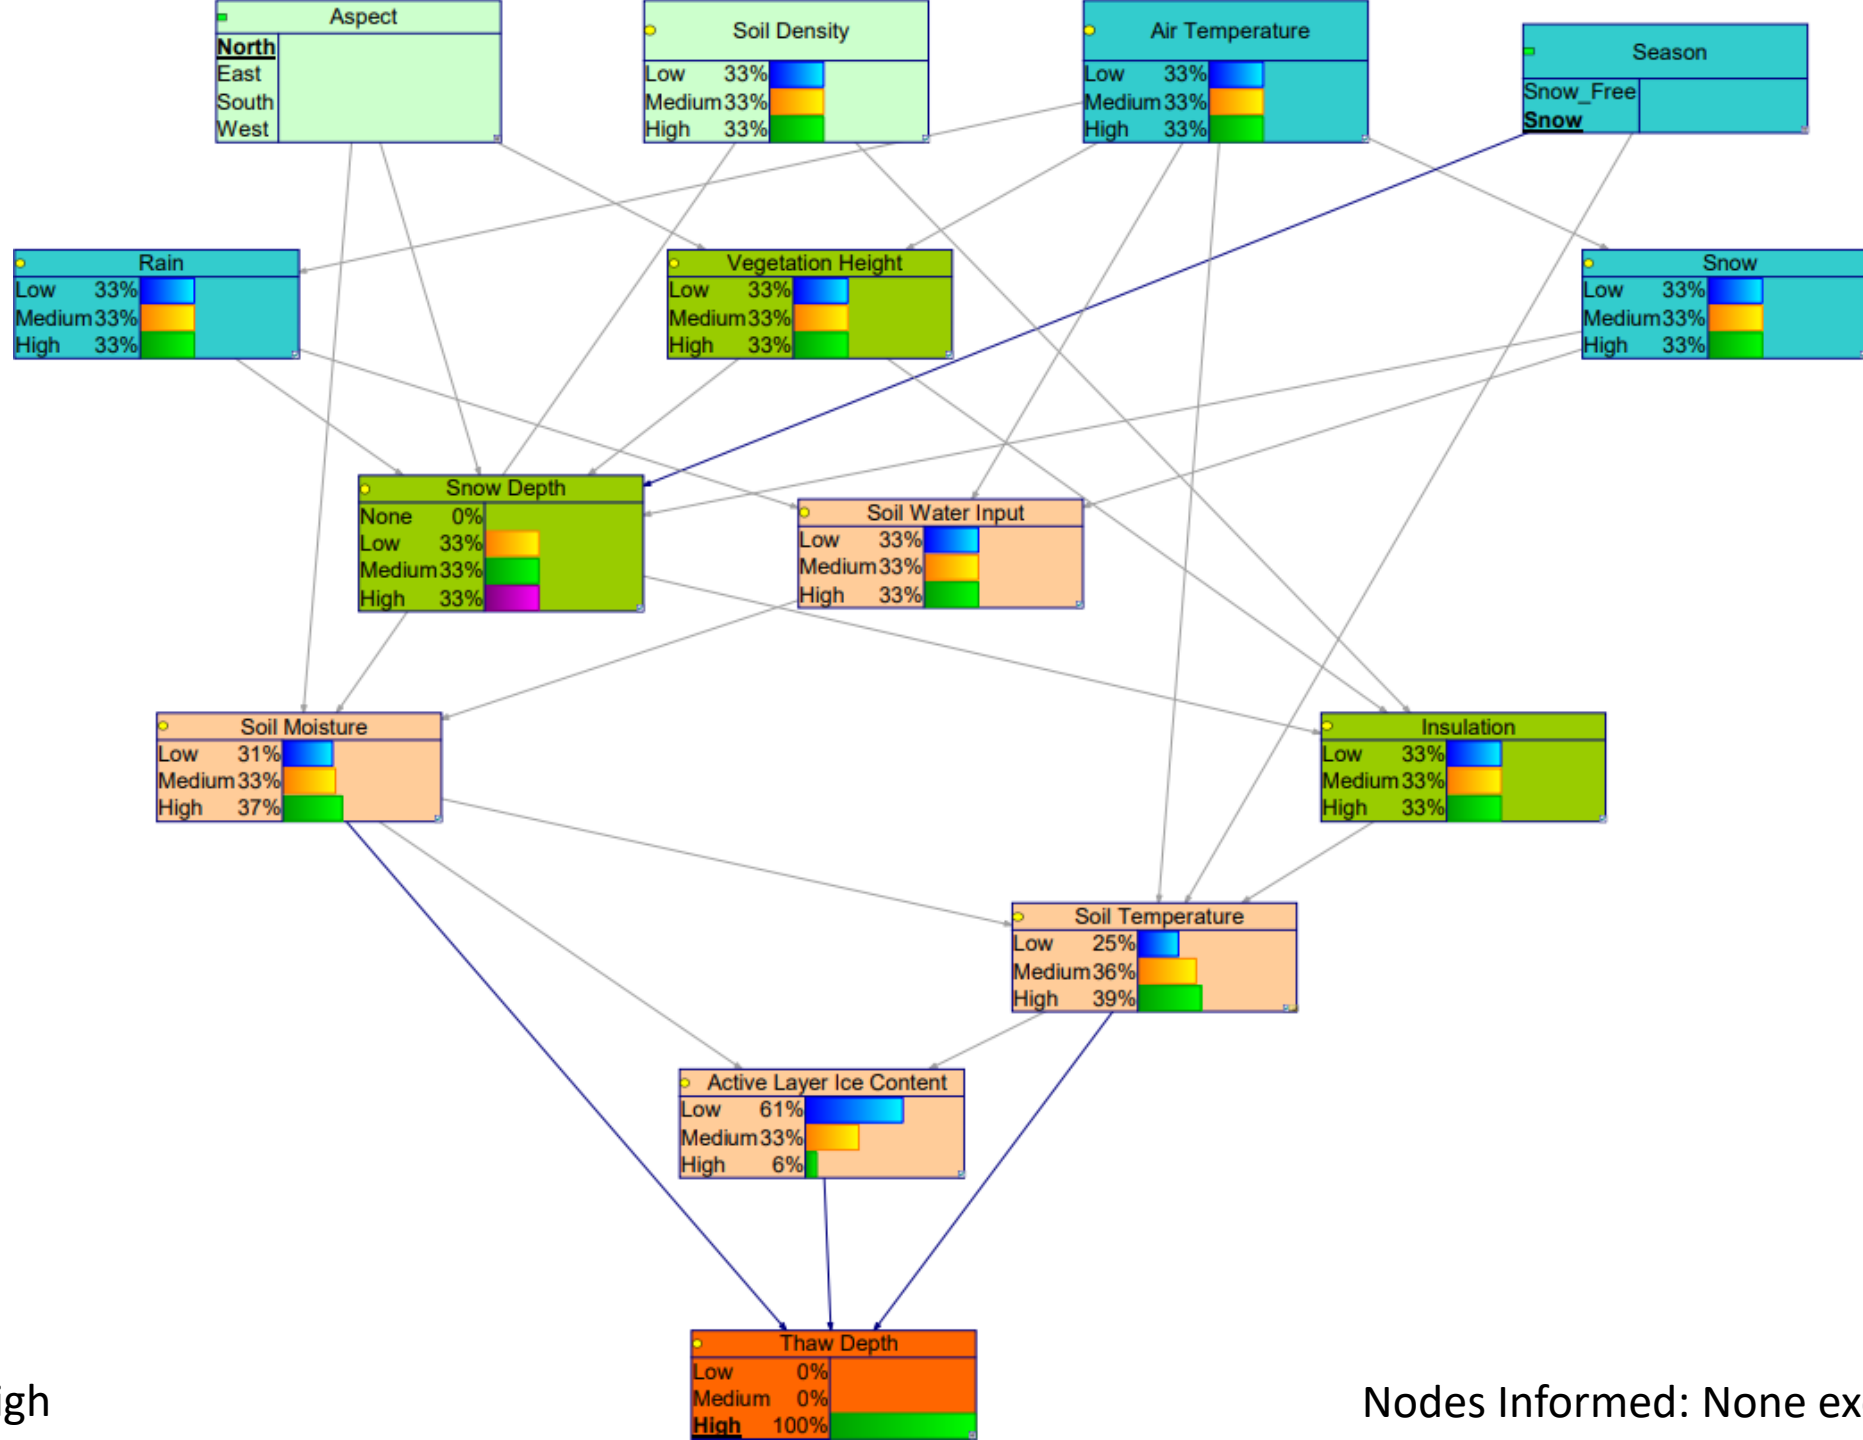 Aspect
North
East
South
West
Soil Density
Low 33%
Medium 33%
High 33%
Air Temperature
Low 33%
Medium 33%
High 33%
Season
Snow_Free
Snow
Rain
Low 33%
Medium 33%
High 33%
Vegetation Height
Low 33%
Medium 33%
High 33%
Snow
Low 33%
Medium 33%
High 33%
Snow Depth
None 0%
Low 33%
Medium 33%
High 33%
Soil Water Input
Low 33%
Medium 33%
High 33%
Soil Moisture
Low 31%
Medium 33%
High 37%
Insulation
Low 33%
Medium 33%
High 33%
Soil Temperature
Low 25%
Medium 36%
High 39%
Active Layer Ice Content
Low 61%
Medium 33%
High 6%
Thaw Depth
Low 0%
Medium 0%
High 100%
igh
Nodes Informed: None ex